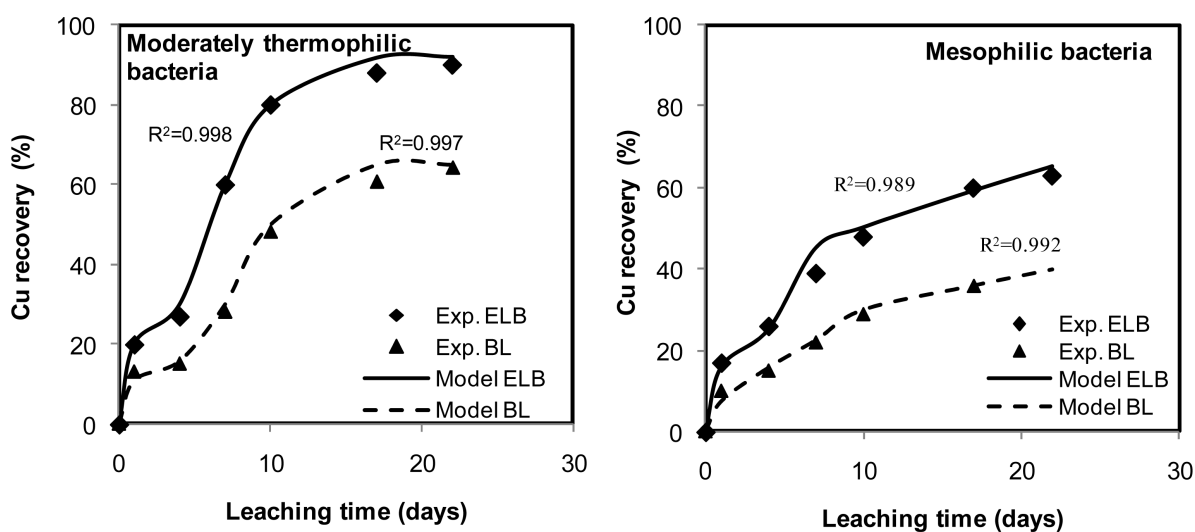 Moderately thermophilic
bacteria
R²=0.998
R²=0.997
Exp. ELB
Exp. BL
Model ELB
Model BL
100
80
60
40
20
0
0
10
20
30
Cu recovery (%)
Leaching time (days)
Mesophilic bacteria
R²=0.989
R²=0.992
Exp. ELB
Exp. BL
Model ELB
Model BL
100
80
60
40
20
0
0
10
20
30
Cu recovery (%)
Leaching time (days)